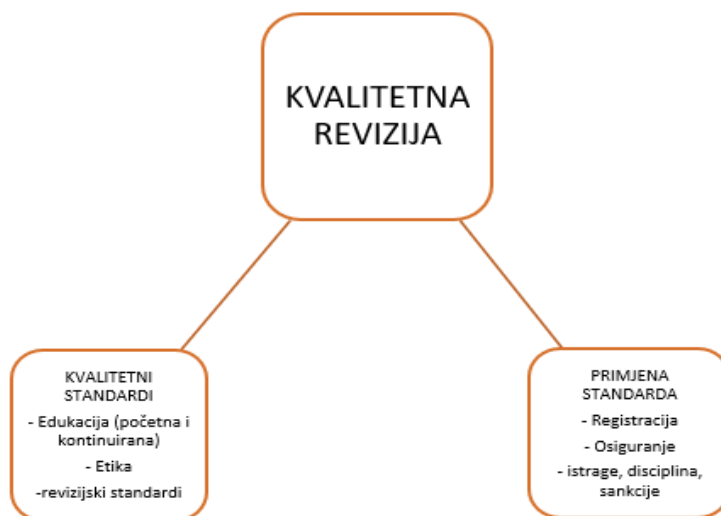 KVALITETNA
REVIZIJA
KVALITETNI
STANDARDI
- Edukacija (početna i
kontinuirana)
- Etika
-revizijski standardi
PRIMJENA
STANDARDA
- Registracija
- Osiguranje
- istrage, disciplina,
sankcije